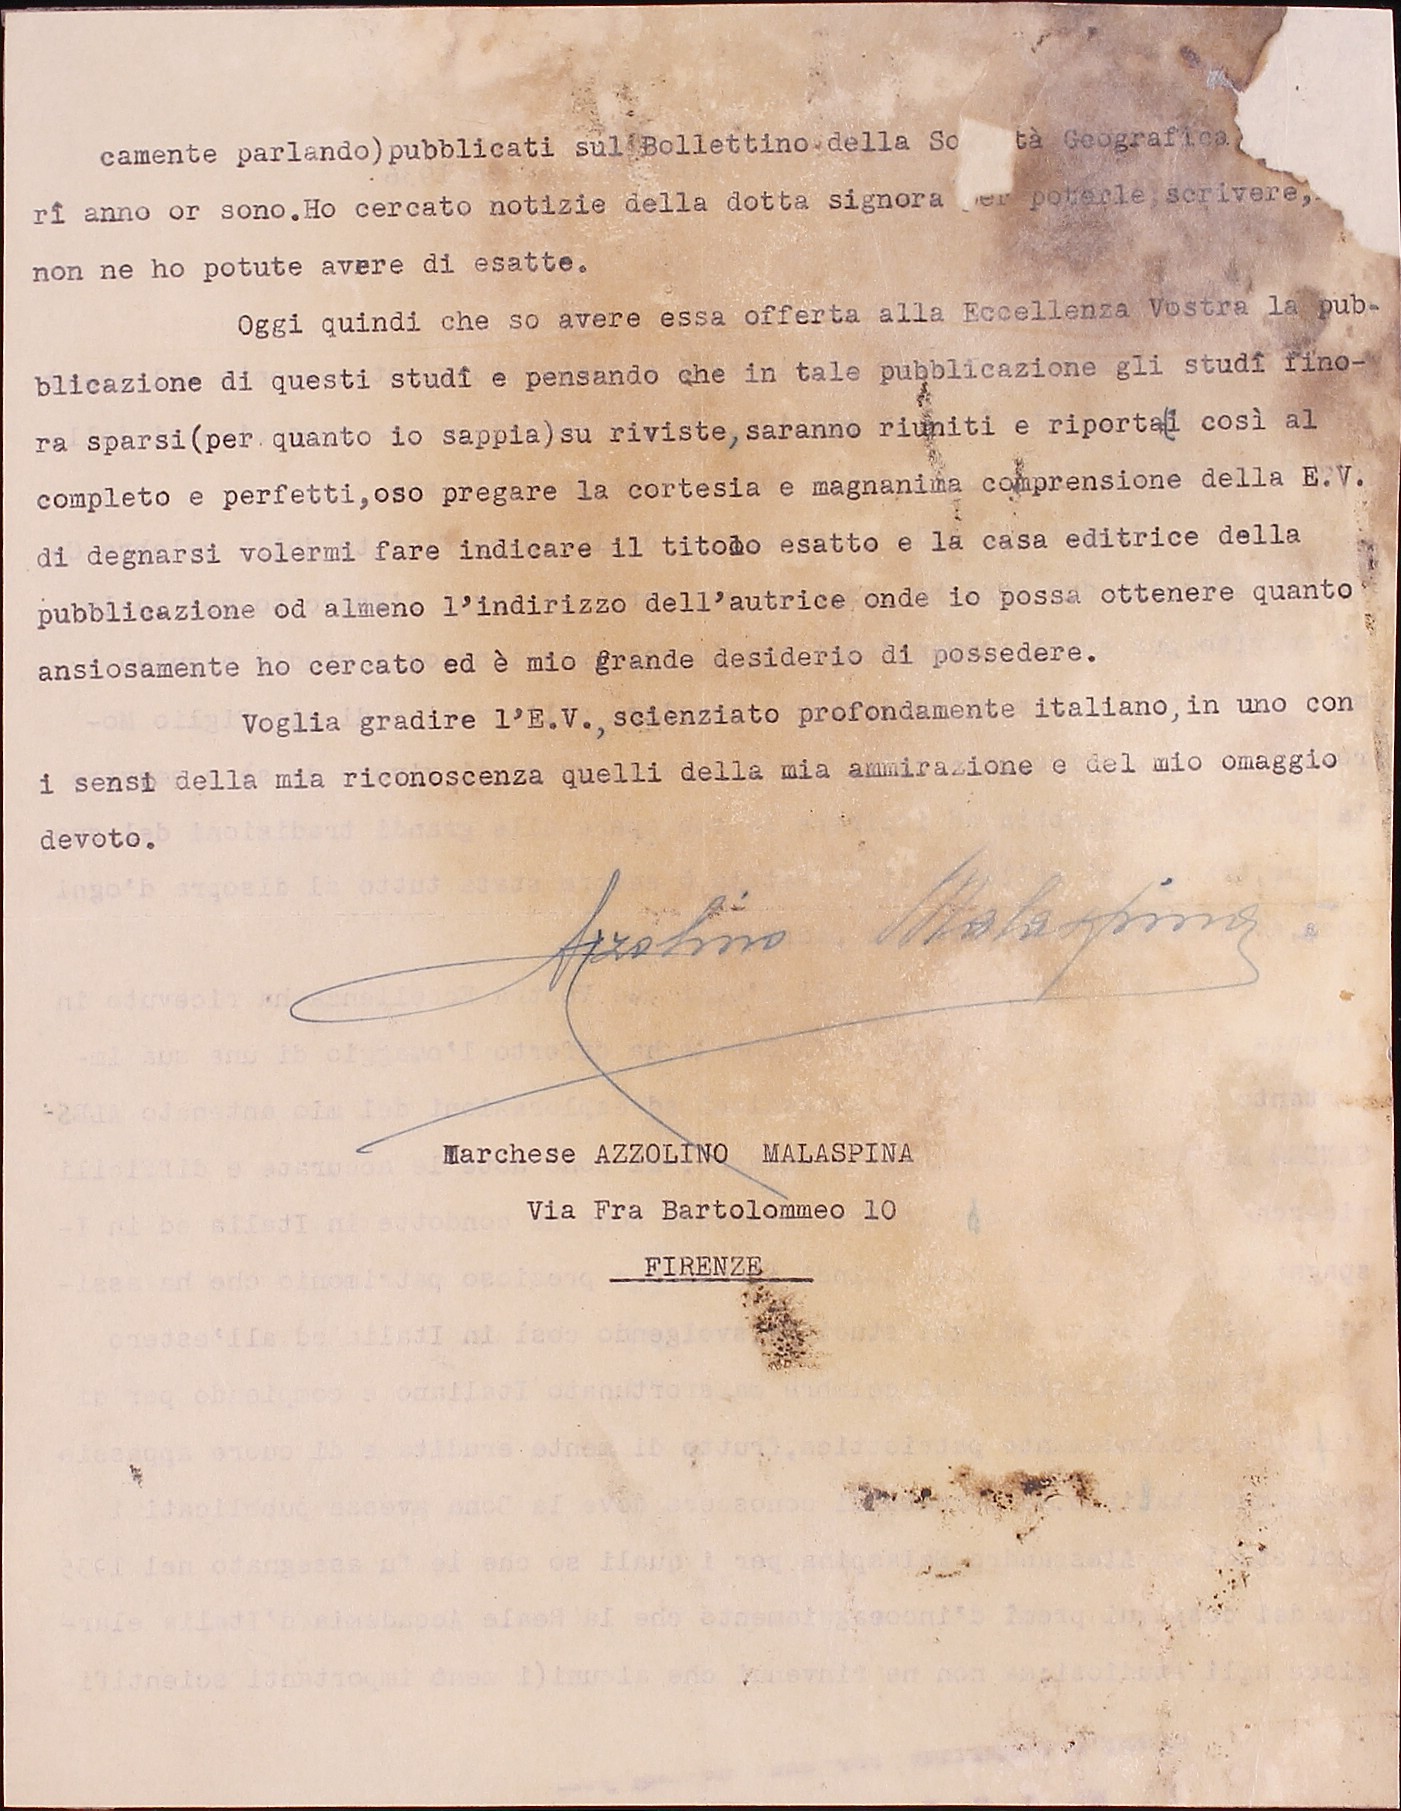 camente parlando)pubblicati sul Bollettino della So tà Geografica
rî anno or sono.Ho cercato notizie della dotta signora per poterle scrivere,
non ne ho potute avere di esatte.
Oggi quindi che so avere essa offerta alla Eccellenza Vostra la pub-
blicazione di questi studî e pensando che in tale pubblicazione gli studî fino-
ra sparsi(per quanto io sappia)su riviste,saranno riuniti e riportati così al
completo e perfetti,oso pregare la cortesia e magnanima comprensione della E.V.
di degnarsi volermi fare indicare il titolo esatto e la casa editrice della
pubblicazione od almeno l'indirizzo dell'autrice onde io possa ottenere quanto
ansiosamente ho cercato ed è mio grande desiderio di possedere.
Voglia gradire l'E.V.,scienziato profondamente italiano,in uno con
i sensi della mia riconoscenza quelli della mia ammirazione e del mio omaggio
devoto.
Azzolino Malaspina
Marchese AZZOLINO MALASPINA
Via Fra Bartolommeo 10
FIRENZE